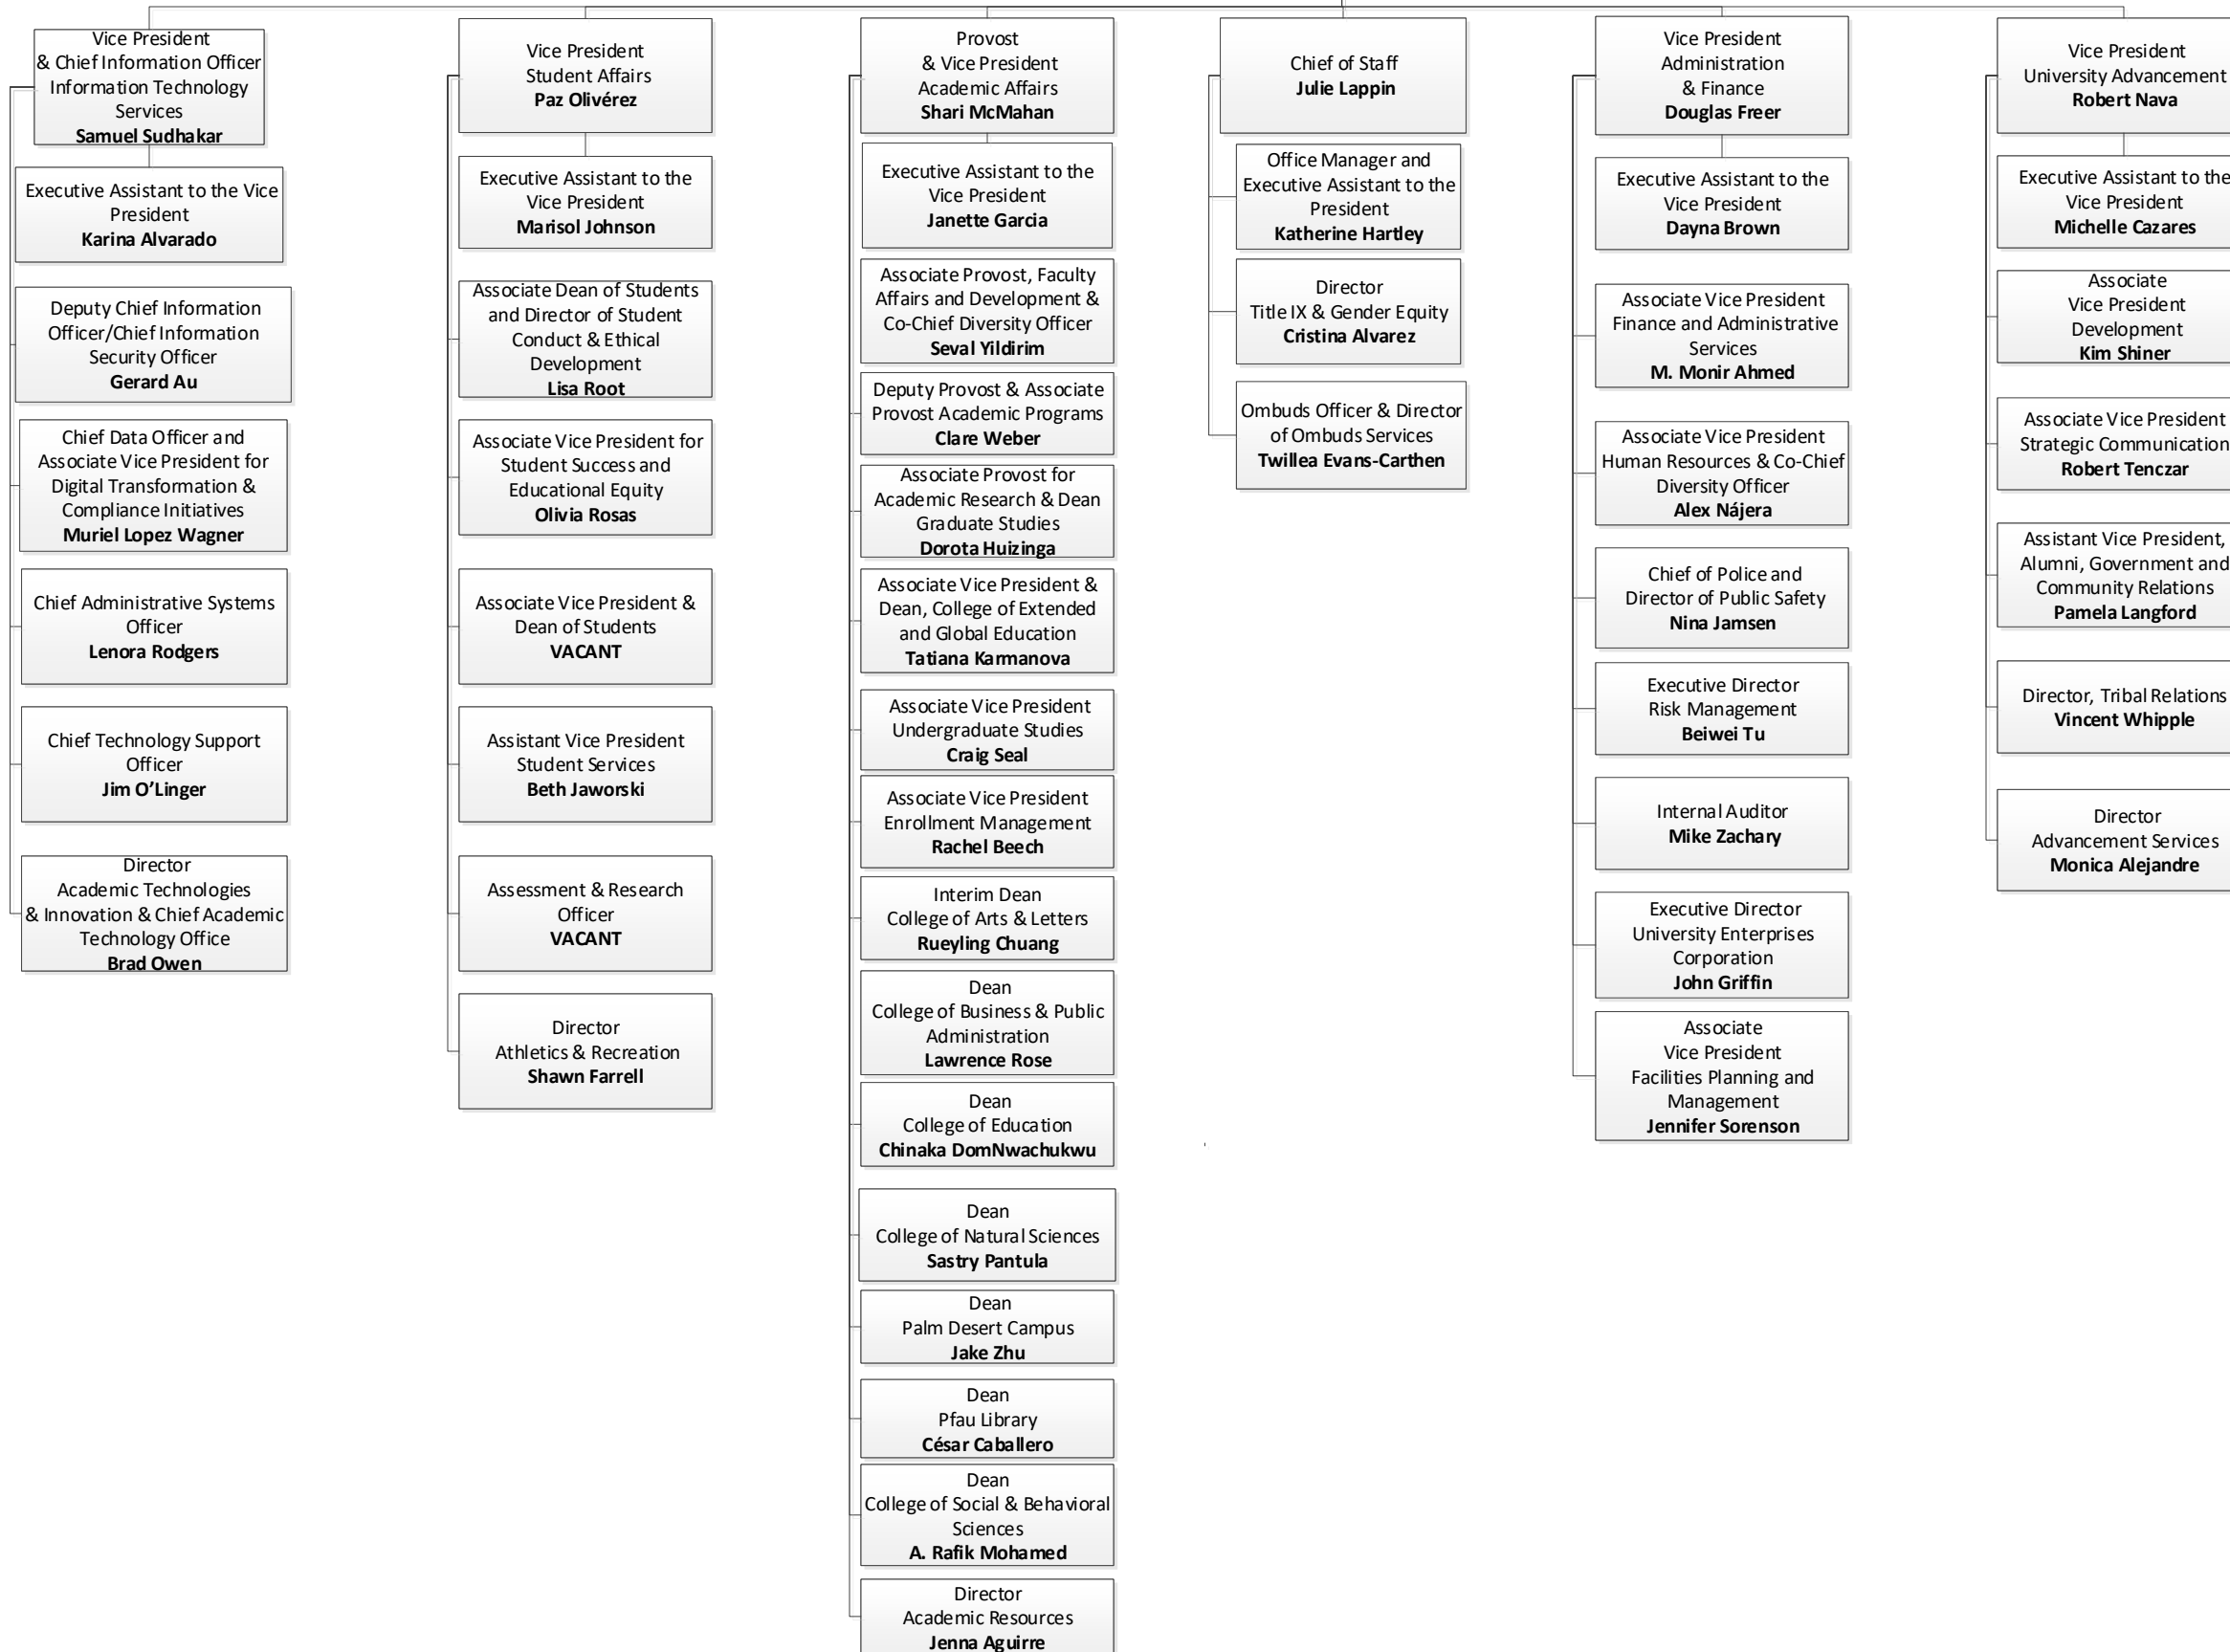 Vice President
& Chief Information Officer
Information Technology
Services
Samuel Sudhakar
Executive Assistant to the Vice
President
Karina Alvarado
Deputy Chief Information
Officer/Chief Information
Security Officer
Gerard Au
Chief Data Officer and
Associate Vice President for
Digital Transformation &
Compliance Initiatives
Muriel Lopez Wagner
Chief Administrative Systems
Officer
Lenora Rodgers
Chief Technology Support
Officer
Jim O’Linger
Director
Academic Technologies
& Innovation & Chief Academic
Technology Office
Brad Owen
Vice President
Student Affairs
Paz Olivérez
Executive Assistant to the
Vice President
Marisol Johnson
Associate Dean of Students
and Director of Student
Conduct & Ethical
Development
Lisa Root
Associate Vice President for
Student Success and
Educational Equity
Olivia Rosas
Associate Vice President &
Dean of Students
VACANT
Assistant Vice President
Student Services
Beth Jaworski
Assessment & Research
Officer
VACANT
Director
Athletics & Recreation
Shawn Farrell
Provost
& Vice President
Academic Affairs
Shari McMahan
Executive Assistant to the
Vice President
Janette Garcia
Associate Provost, Faculty
Affairs and Development &
Co-Chief Diversity Officer
Seval Yildirim
Deputy Provost & Associate
Provost Academic Programs
Clare Weber
Associate Provost for
Academic Research & Dean
Graduate Studies
Dorota Huizinga
Associate Vice President &
Dean, College of Extended
and Global Education
Tatiana Karmanova
Associate Vice President
Undergraduate Studies
Craig Seal
Associate Vice President
Enrollment Management
Rachel Beech
Interim Dean
College of Arts & Letters
Rueyling Chuang
Dean
College of Business & Public
Administration
Lawrence Rose
Dean
College of Education
Chinaka DomNwachukwu
Dean
College of Natural Sciences
Sastry Pantula
Dean
Palm Desert Campus
Jake Zhu
Dean
Pfau Library
César Caballero
Dean
College of Social & Behavioral
Sciences
A. Rafik Mohamed
Director
Academic Resources
Jenna Aguirre
Chief of Staff
Julie Lappin
Office Manager and
Executive Assistant to the
President
Katherine Hartley
Director
Title IX & Gender Equity
Cristina Alvarez
Ombuds Officer & Director
of Ombuds Services
Twillea Evans-Carthen
Vice President
Administration
& Finance
Douglas Freer
Executive Assistant to the
Vice President
Dayna Brown
Associate Vice President
Finance and Administrative
Services
M. Monir Ahmed
Associate Vice President
Human Resources & Co-Chief
Diversity Officer
Alex Nájera
Chief of Police and
Director of Public Safety
Nina Jamsen
Executive Director
Risk Management
Beiwei Tu
Internal Auditor
Mike Zachary
Executive Director
University Enterprises
Corporation
John Griffin
Associate
Vice President
Facilities Planning and
Management
Jennifer Sorenson
Vice President
University Advancement
Robert Nava
Executive Assistant to the
Vice President
Michelle Cazares
Associate
Vice President
Development
Kim Shiner
Associate Vice President
Strategic Communication
Robert Tenczar
Assistant Vice President,
Alumni, Government and
Community Relations
Pamela Langford
Director, Tribal Relations
Vincent Whipple
Director
Advancement Services
Monica Alejandre